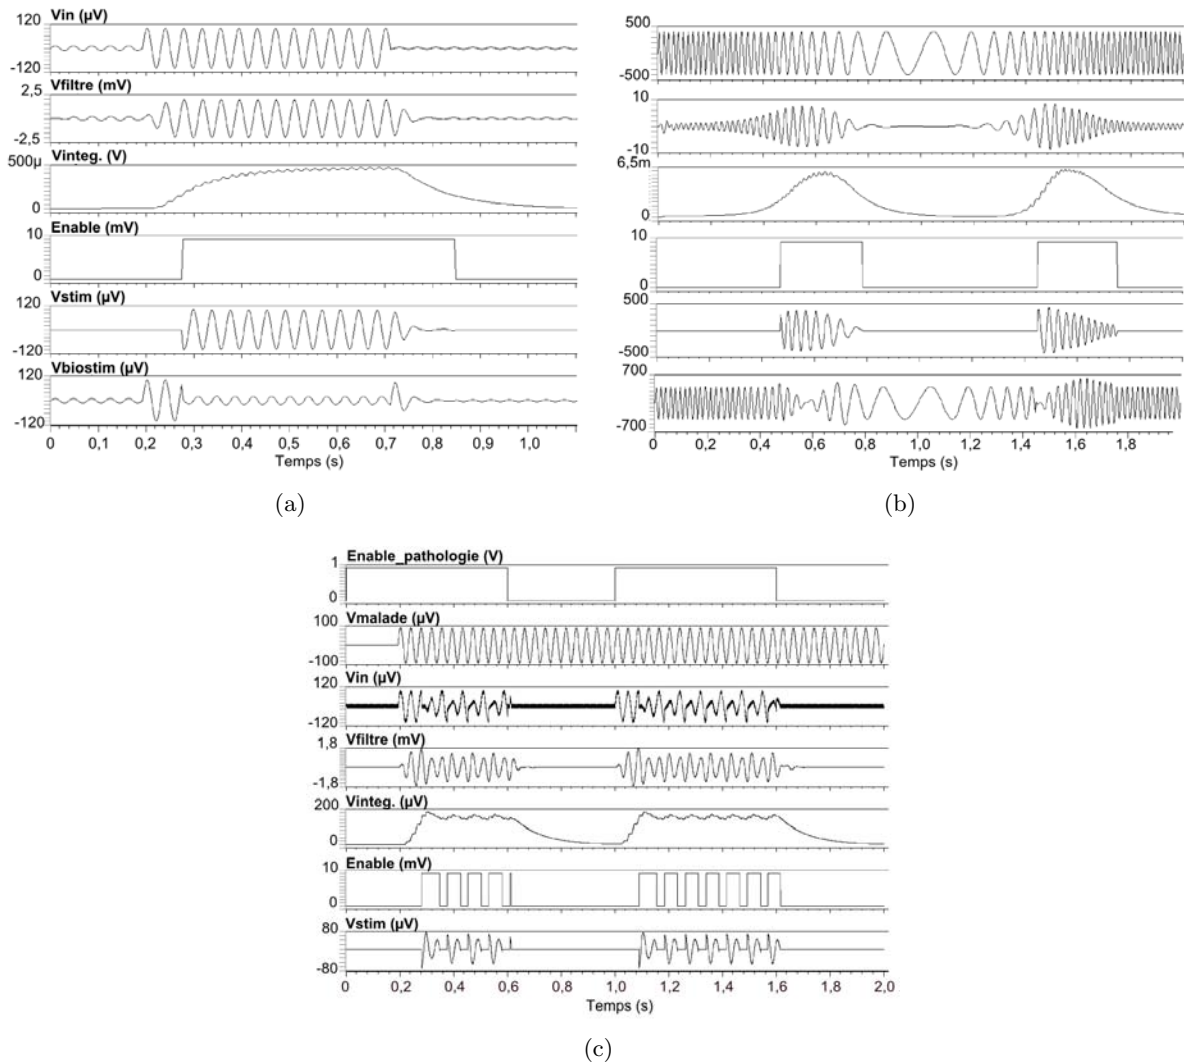 Vin (µV)
120
-120
Vfiltre (mV)
2,5
-2,5
Vinteg. (V)
500µ
0
Enable (mV)
10
0
Vstim (µV)
120
-120
Vbiostim (µV)
120
-120
0 0,1 0,2 0,3 0,4 0,5 0,6 0,7 0,8 0,9 1,0
Temps (s)
(a)
500
-500
10
-10
6,5m
0
10
0
500
-500
700
-700
0 0,2 0,4 0,6 0,8 1,0 1,2 1,4 1,6 1,8
Temps (s)
(b)
Enable_pathologie (V)
1
0
Vmalade (µV)
100
-100
Vin (µV)
120
-120
Vfiltre (mV)
1,8
-1,8
Vinteg. (µV)
200
0
Enable (mV)
10
0
Vstim (µV)
80
-80
0 0,2 0,4 0,6 0,8 1,0 1,2 1,4 1,6 1,8 2,0
Temps (s)
(c)